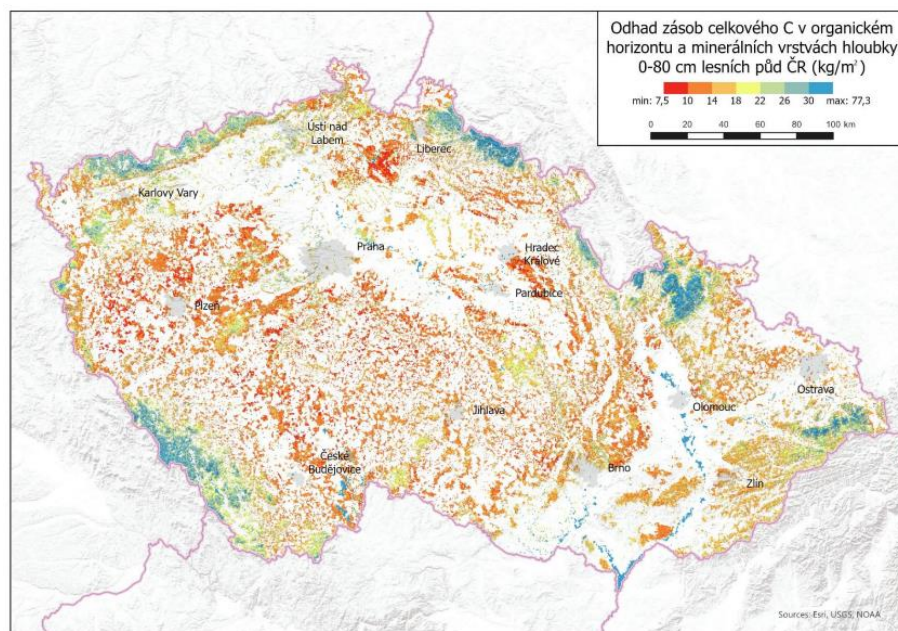 Odhad zásob celkového C v organickém
horizontu a minerálních vrstvách hloubky
0-80 cm lesních půd ČR (kg/m²)
min: 7,5 10 14 18 22 26 30 max: 77,3
0 20 40 60 80 100 km
Ústí nad
Labem
Liberec
Karlovy Vary
Praha
Hradec
Králové
Pardubice
Plzeň
Ostrava
Olomouc
Jihlava
České
Budějovice
Brno
Zlín
Sources: Esri, USGS, NOAA